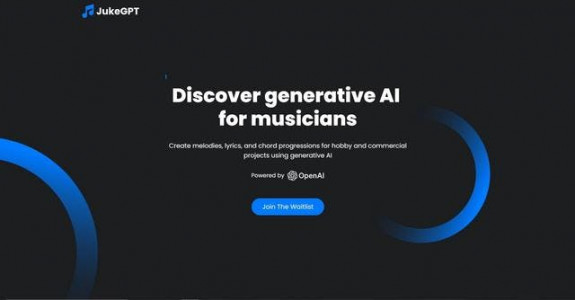 JukeGPT
Discover generative AI
for musicians
Create melodies, lyrics, and chord progressions for hobby and commercial
projects using generative AI
Powered by OpenAI
Join The Waitlist